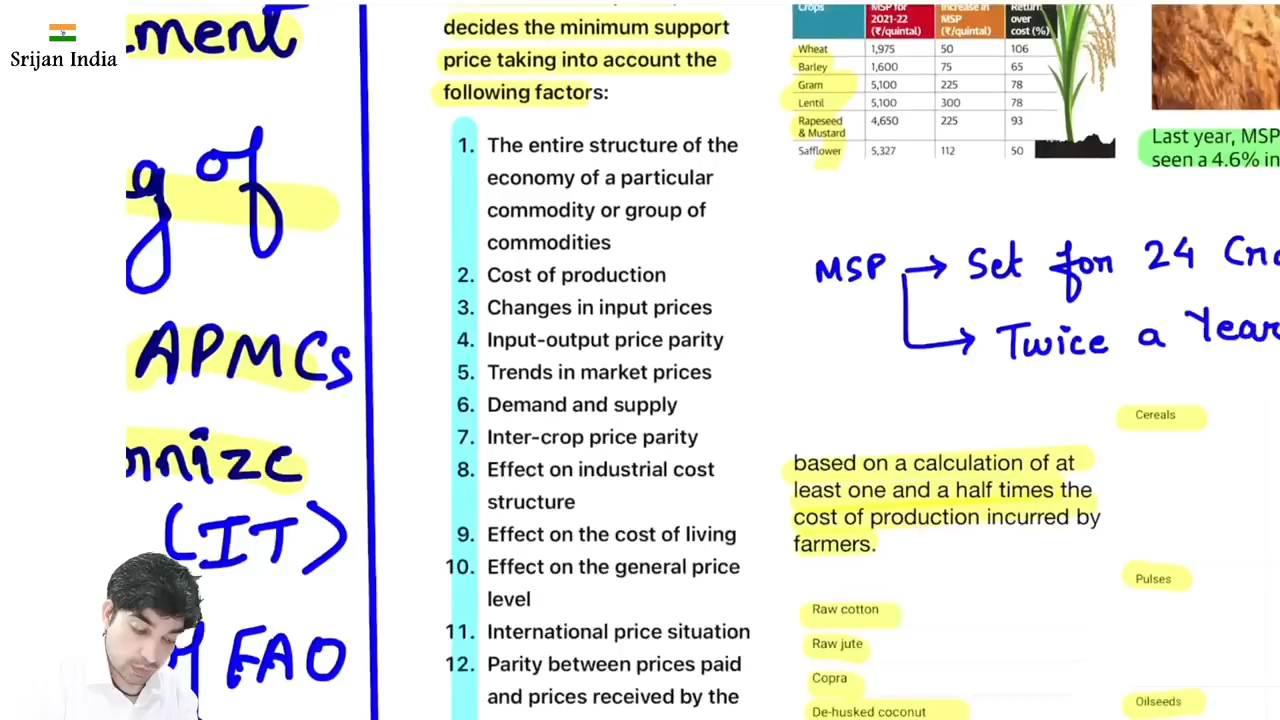 Srijan India
.ment
g of
APMCs
nnize
(IT)
FAO
decides the minimum support
price taking into account the
following factors:
1. The entire structure of the
economy of a particular
commodity or group of
commodities
2. Cost of production
3. Changes in input prices
4. Input-output price parity
5. Trends in market prices
6. Demand and supply
7. Inter-crop price parity
8. Effect on industrial cost
structure
9. Effect on the cost of living
10. Effect on the general price
level
11. International price situation
12. Parity between prices paid
and prices received by the
Crops MSP for 2021-22 (₹/quintal) Increase in MSP (₹/quintal) Return over cost (%)
Wheat 1,975 50 106
Barley 1,600 75 65
Gram 5,100 225 78
Lentil 5,100 300 78
Rapeseed & Mustard 4,650 225 93
Safflower 5,327 112 50
Last year, MSP
seen a 4.6% in
MSP → Set for 24 Cro
→ Twice a Year
Cereals
based on a calculation of at
least one and a half times the
cost of production incurred by
farmers.
Pulses
Raw cotton
Raw jute
Copra
De-husked coconut
Oilseeds